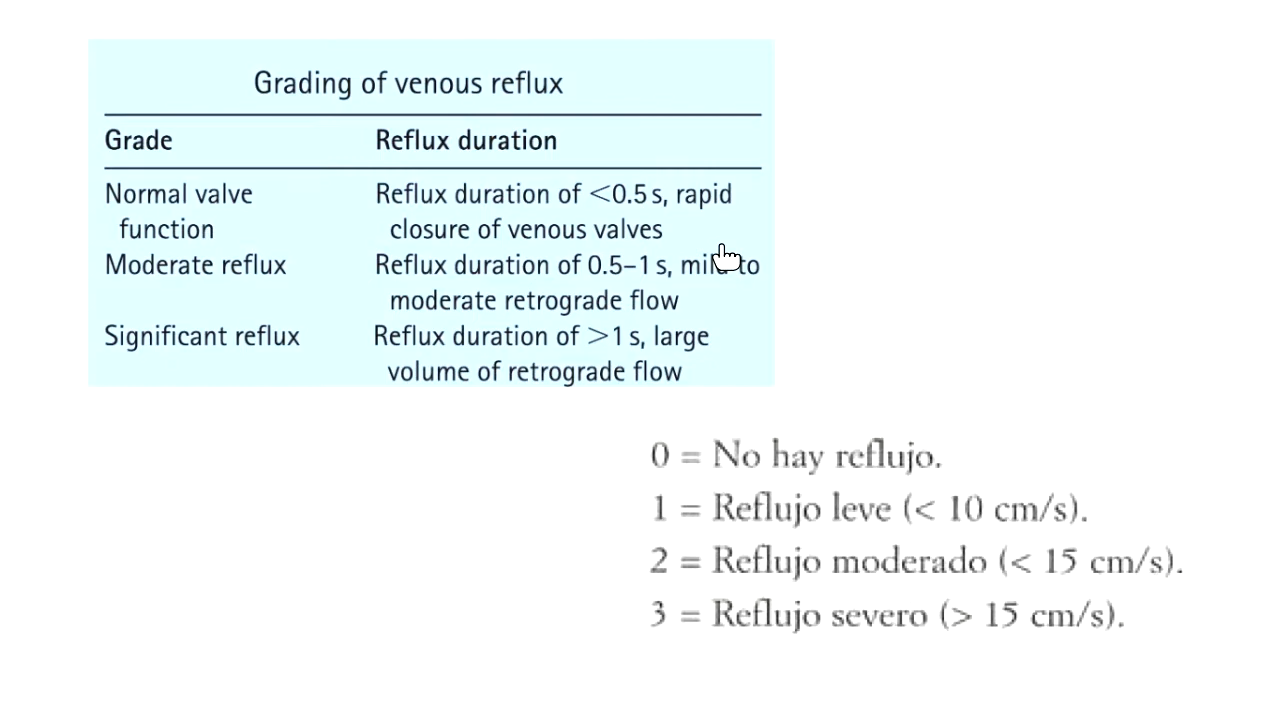 Grading of venous reflux
Grade Reflux duration
Normal valve Reflux duration of <0.5 s, rapid
function closure of venous valves
Moderate reflux Reflux duration of 0.5–1 s, mild to
moderate retrograde flow
Significant reflux Reflux duration of >1 s, large
volume of retrograde flow
0 = No hay reflujo.
1 = Reflujo leve (< 10 cm/s).
2 = Reflujo moderado (< 15 cm/s).
3 = Reflujo severo (> 15 cm/s).